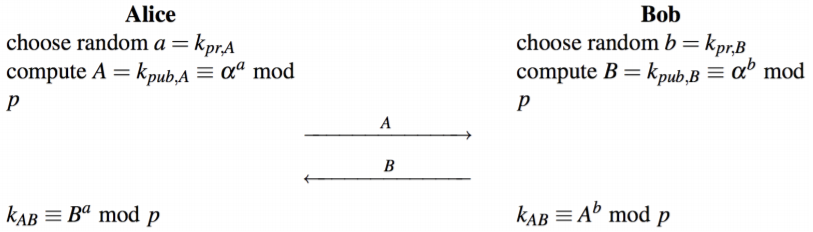 Alice
choose random a = k_{pr,A}
compute A = k_{pub,A} ≡ α^a mod
p
Bob
choose random b = k_{pr,B}
compute B = k_{pub,B} ≡ α^b mod
p
A
B
k_{AB} ≡ B^a mod p
k_{AB} ≡ A^b mod p